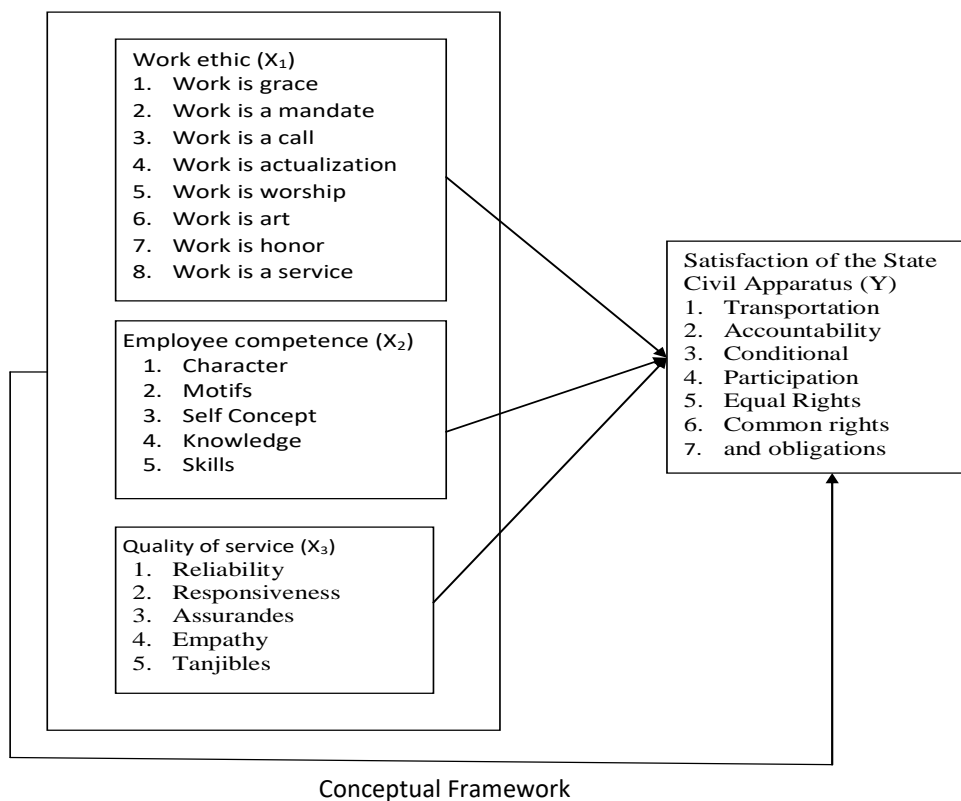 Work ethic (X₁)
1. Work is grace
2. Work is a mandate
3. Work is a call
4. Work is actualization
5. Work is worship
6. Work is art
7. Work is honor
8. Work is a service
Employee competence (X₂)
1. Character
2. Motifs
3. Self Concept
4. Knowledge
5. Skills
Quality of service (X₃)
1. Reliability
2. Responsiveness
3. Assurandes
4. Empathy
5. Tanjibles
Satisfaction of the State
Civil Apparatus (Y)
1. Transportation
2. Accountability
3. Conditional
4. Participation
5. Equal Rights
6. Common rights
7. and obligations
Conceptual Framework